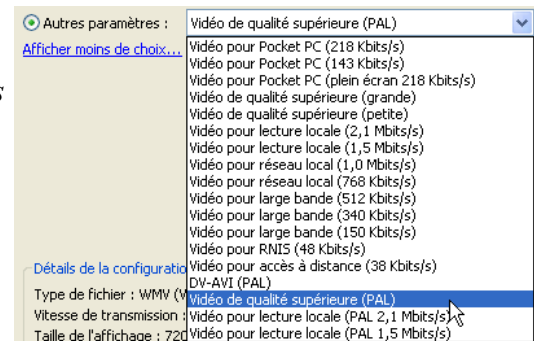 Autres paramètres : Vidéo de qualité supérieure (PAL)
Afficher moins de choix...
Vidéo pour Pocket PC (218 Kbits/s)
Vidéo pour Pocket PC (143 Kbits/s)
Vidéo pour Pocket PC (plein écran 218 Kbits/s)
Vidéo de qualité supérieure (grande)
Vidéo de qualité supérieure (petite)
Vidéo pour lecture locale (2,1 Mbits/s)
Vidéo pour lecture locale (1,5 Mbits/s)
Vidéo pour réseau local (1,0 Mbits/s)
Vidéo pour réseau local (768 Kbits/s)
Vidéo pour large bande (512 Kbits/s)
Vidéo pour large bande (340 Kbits/s)
Vidéo pour large bande (150 Kbits/s)
Vidéo pour RNIS (48 Kbits/s)
Vidéo pour accès à distance (38 Kbits/s)
DV-AVI (PAL)
Vidéo de qualité supérieure (PAL)
Vidéo pour lecture locale (PAL 2,1 Mbits/s)
Vidéo pour lecture locale (PAL 1,5 Mbits/s)
Détails de la configuratio
Type de fichier : WMV (V
Vitesse de transmission :
Taille de l'affichage : 720
s